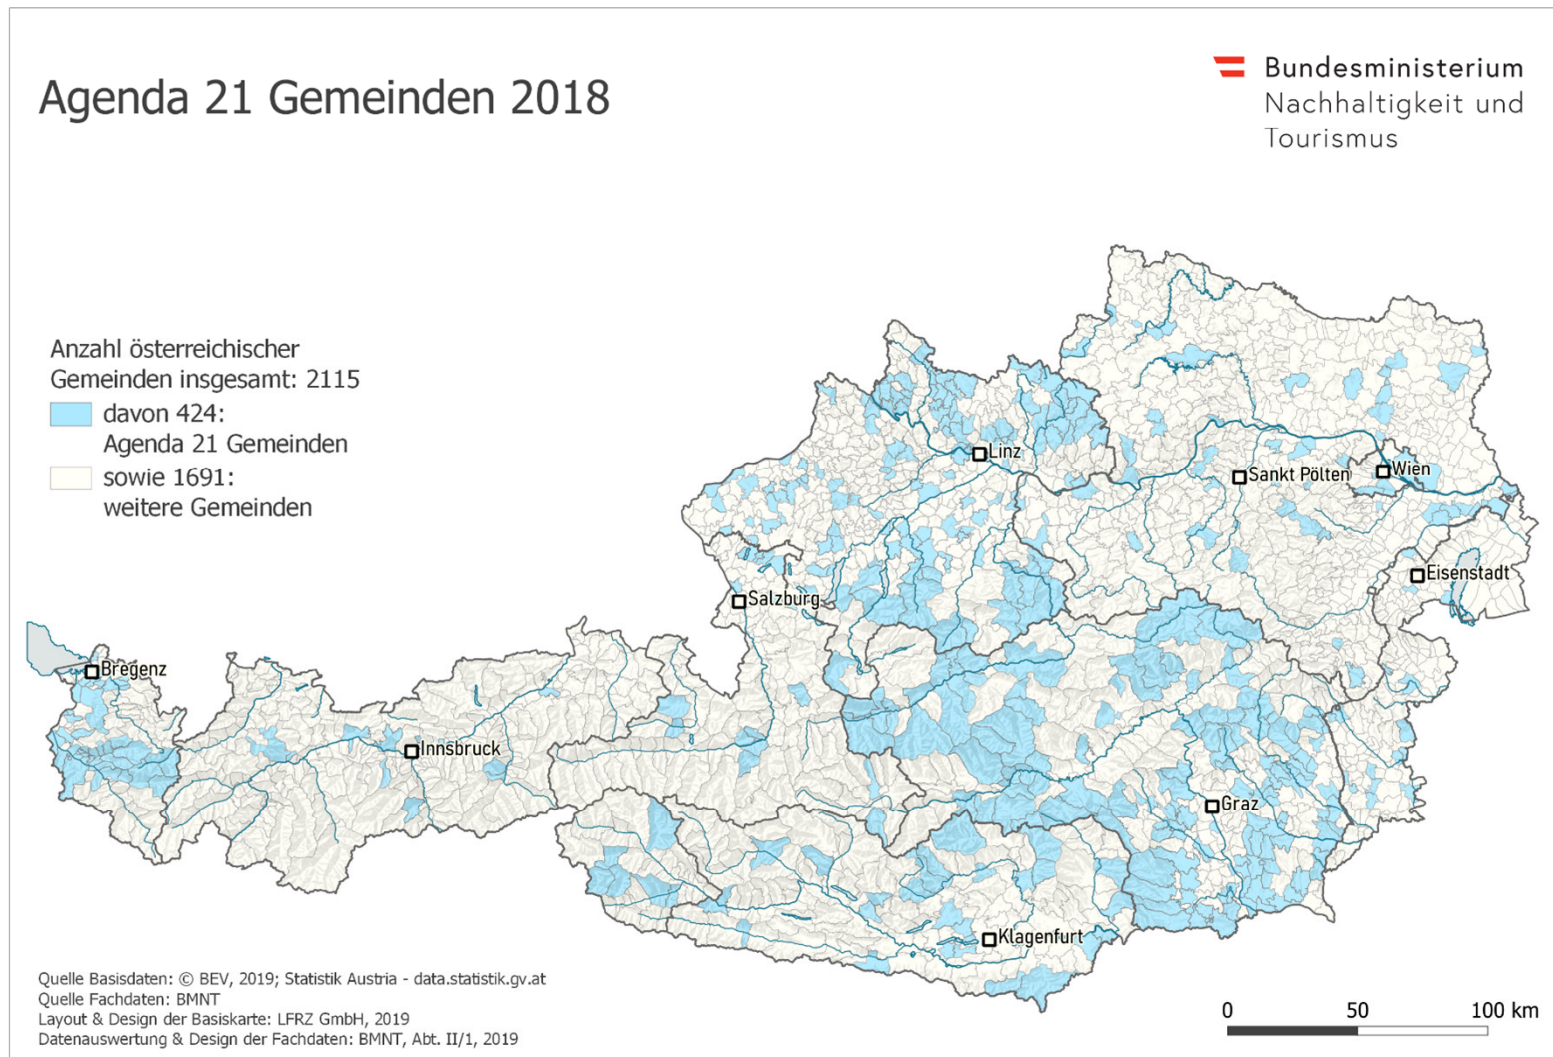 Agenda 21 Gemeinden 2018
Bundesministerium
Nachhaltigkeit und
Tourismus
Anzahl österreichischer
Gemeinden insgesamt: 2115
davon 424:
Agenda 21 Gemeinden
sowie 1691:
weitere Gemeinden
Linz
Wien
Sankt Pölten
Eisenstadt
Salzburg
Bregenz
Innsbruck
Graz
Klagenfurt
Quelle Basisdaten: © BEV, 2019; Statistik Austria - data.statistik.gv.at
Quelle Fachdaten: BMNT
Layout & Design der Basiskarte: LFRZ GmbH, 2019
Datenauswertung & Design der Fachdaten: BMNT, Abt. II/1, 2019
0 50 100 km